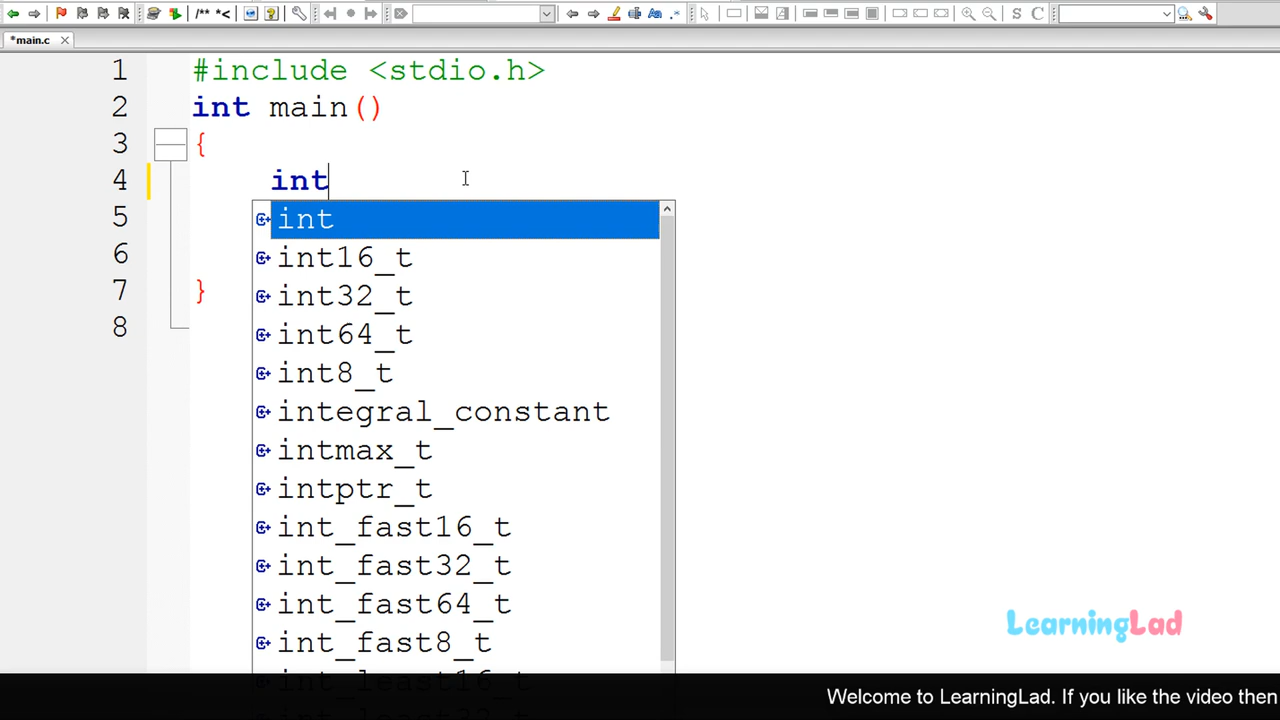 *main.c
1 #include <stdio.h>
2 int main()
3 {
4 int
5 int
int16_t
6 int32_t
7 } int64_t
8 int8_t
integral_constant
intmax_t
intptr_t
int_fast16_t
int_fast32_t
int_fast64_t
int_fast8_t
LearningLad
int_least16_t
Welcome to LearningLad. If you like the video then